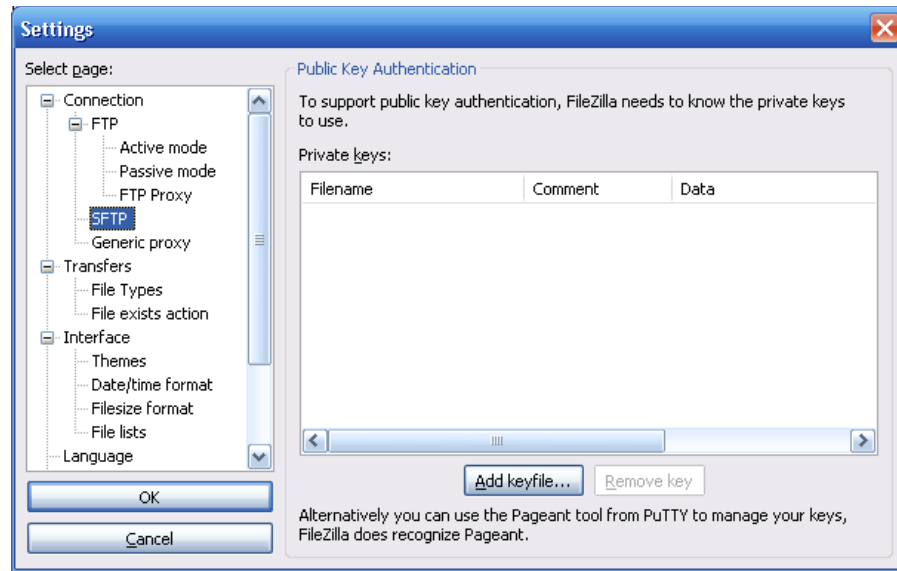 Settings
Select page:
Connection
FTP
Active mode
Passive mode
FTP Proxy
SFTP
Generic proxy
Transfers
File Types
File exists action
Interface
Themes
Date/time format
Filesize format
File lists
Language
OK
Cancel
Public Key Authentication
To support public key authentication, FileZilla needs to know the private keys
to use.
Private keys:
Filename Comment Data
Add keyfile... Remove key
Alternatively you can use the Pageant tool from PuTTY to manage your keys,
FileZilla does recognize Pageant.